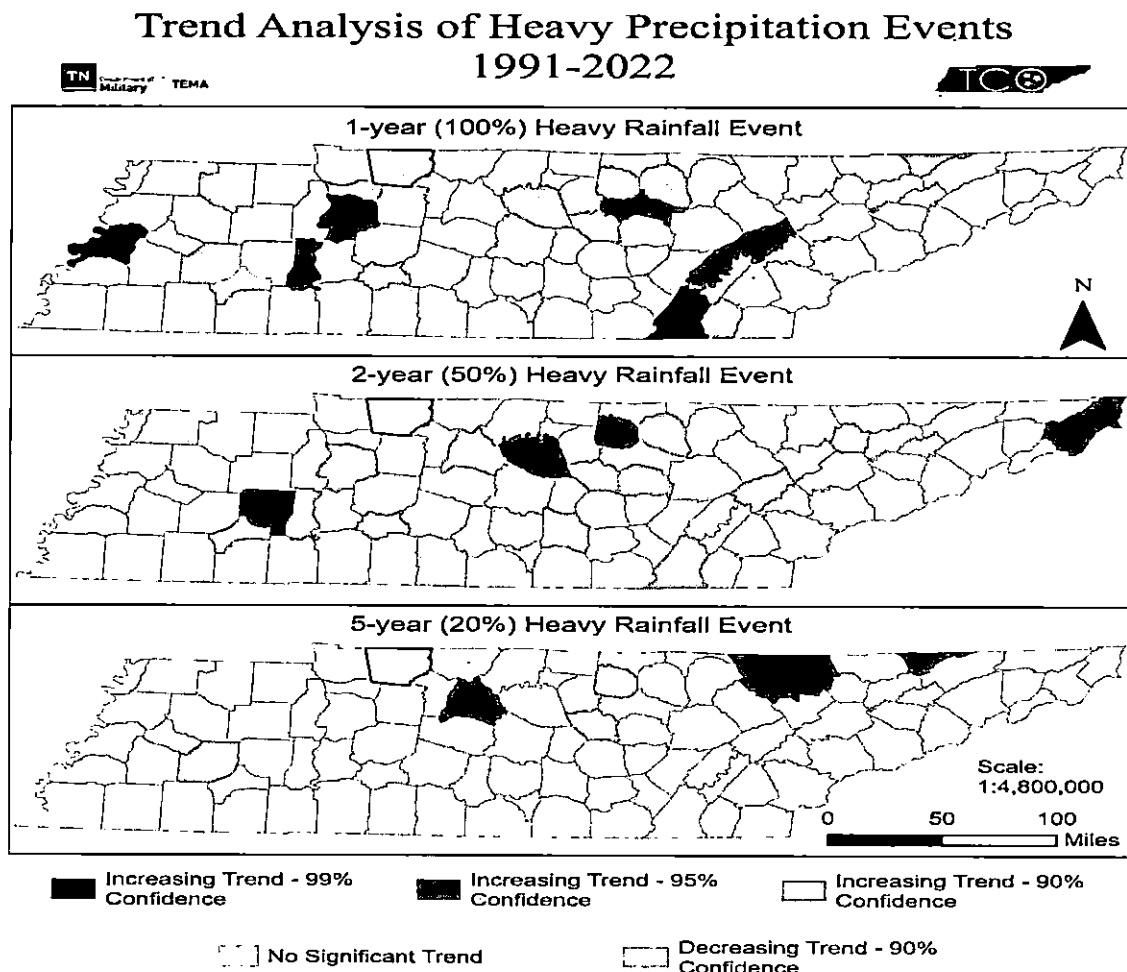 Trend Analysis of Heavy Precipitation Events
1991-2022
TN
Department of
Military
TEMA
TCO
1-year (100%) Heavy Rainfall Event
N
2-year (50%) Heavy Rainfall Event
5-year (20%) Heavy Rainfall Event
Scale:
1:4,800,000
0 50 100
Miles
Increasing Trend - 99%
Confidence
Increasing Trend - 95%
Confidence
Increasing Trend - 90%
Confidence
No Significant Trend
Decreasing Trend - 90%
Confidence